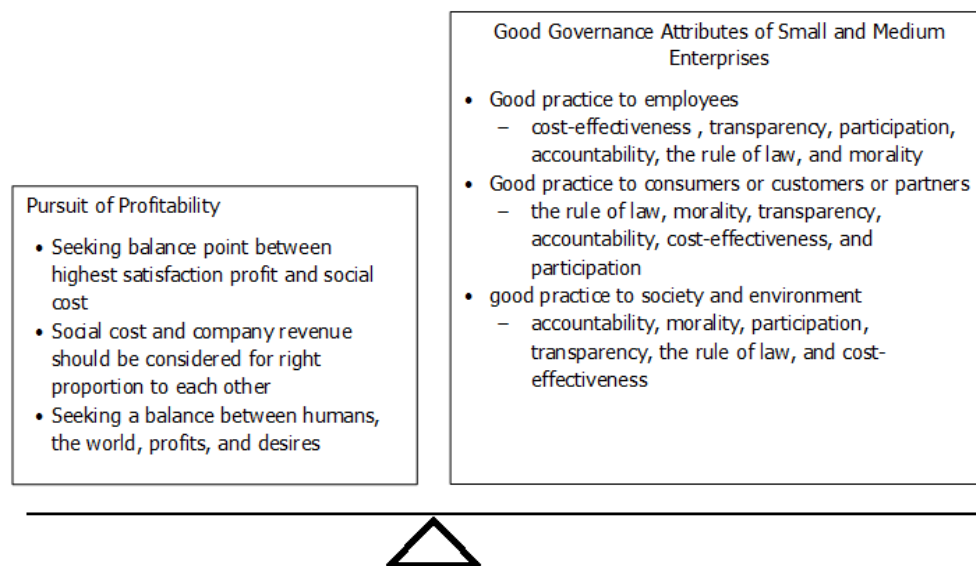 Good Governance Attributes of Small and Medium
Enterprises
• Good practice to employees
– cost-effectiveness , transparency, participation,
accountability, the rule of law, and morality
• Good practice to consumers or customers or partners
– the rule of law, morality, transparency,
accountability, cost-effectiveness, and
participation
• good practice to society and environment
– accountability, morality, participation,
transparency, the rule of law, and cost-
effectiveness
Pursuit of Profitability
• Seeking balance point between
highest satisfaction profit and social
cost
• Social cost and company revenue
should be considered for right
proportion to each other
• Seeking a balance between humans,
the world, profits, and desires